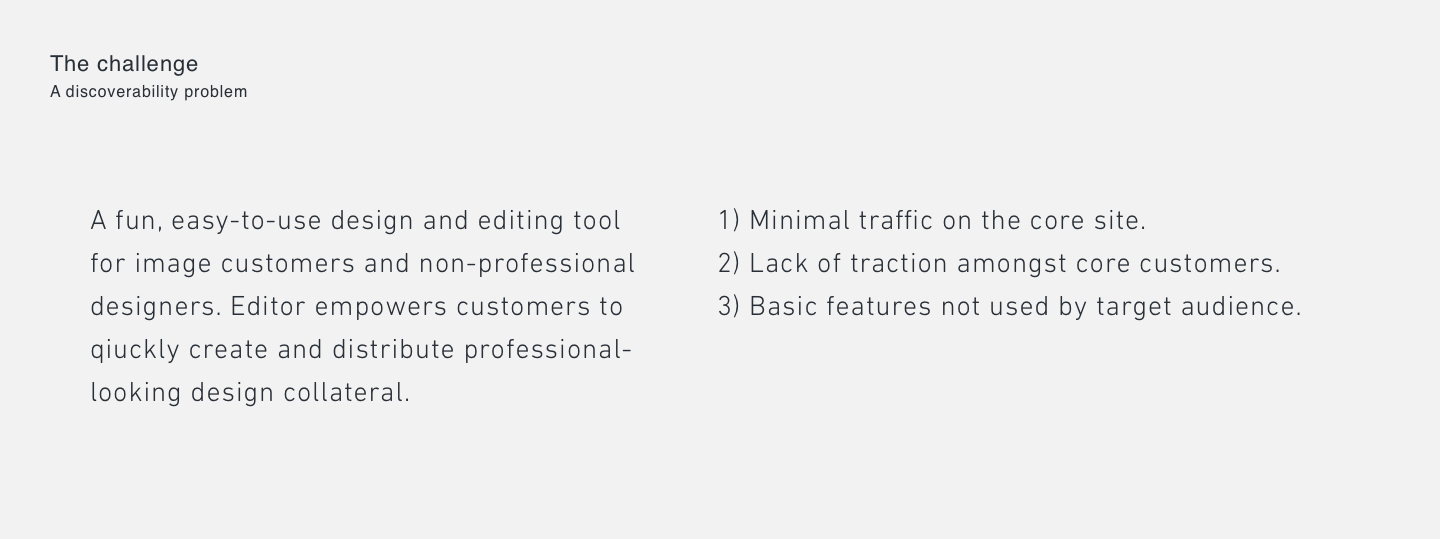 The challenge
A discoverability problem
A fun, easy-to-use design and editing tool
for image customers and non-professional
designers. Editor empowers customers to
qiuckly create and distribute professional-
looking design collateral.
1) Minimal traffic on the core site.
2) Lack of traction amongst core customers.
3) Basic features not used by target audience.